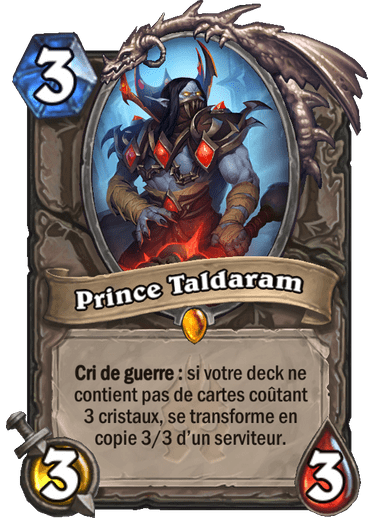 3
Prince Taldaram
Cri de guerre : si votre deck ne
contient pas de cartes coûtant
3 cristaux, se transforme en
copie 3/3 d'un serviteur.
3
3